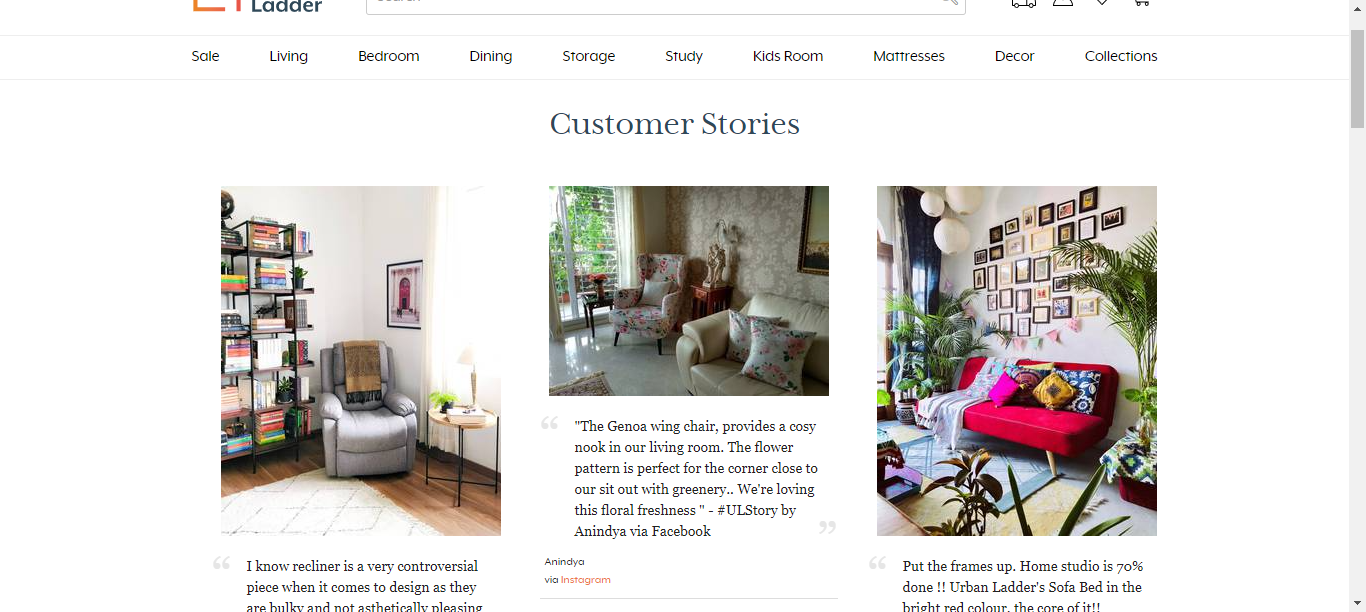 Ladder
Search
Sale
Living
Bedroom
Dining
Storage
Study
Kids Room
Mattresses
Decor
Collections
Customer Stories
"The Genoa wing chair, provides a cosy
nook in our living room. The flower
pattern is perfect for the corner close to
our sit out with greenery.. We're loving
this floral freshness " - #ULStory by
Anindya via Facebook
Anindya
via Instagram
I know recliner is a very controversial
piece when it comes to design as they
are bulky and not asthetically pleasing
Put the frames up. Home studio is 70%
done !! Urban Ladder's Sofa Bed in the
bright red colour, the core of it!!